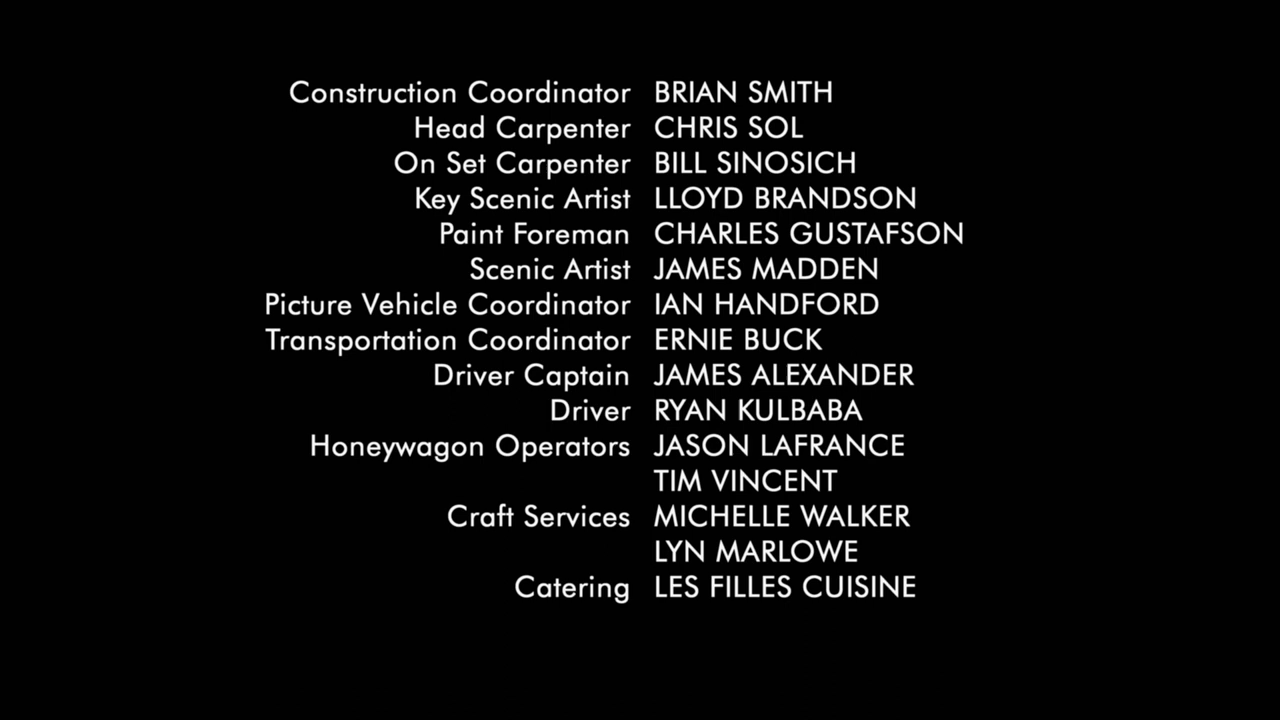 Construction Coordinator BRIAN SMITH
Head Carpenter CHRIS SOL
On Set Carpenter BILL SINOSICH
Key Scenic Artist LLOYD BRANDSON
Paint Foreman CHARLES GUSTAFSON
Scenic Artist JAMES MADDEN
Picture Vehicle Coordinator IAN HANDFORD
Transportation Coordinator ERNIE BUCK
Driver Captain JAMES ALEXANDER
Driver RYAN KULBABA
Honeywagon Operators JASON LAFRANCE
TIM VINCENT
Craft Services MICHELLE WALKER
LYN MARLOWE
Catering LES FILLES CUISINE